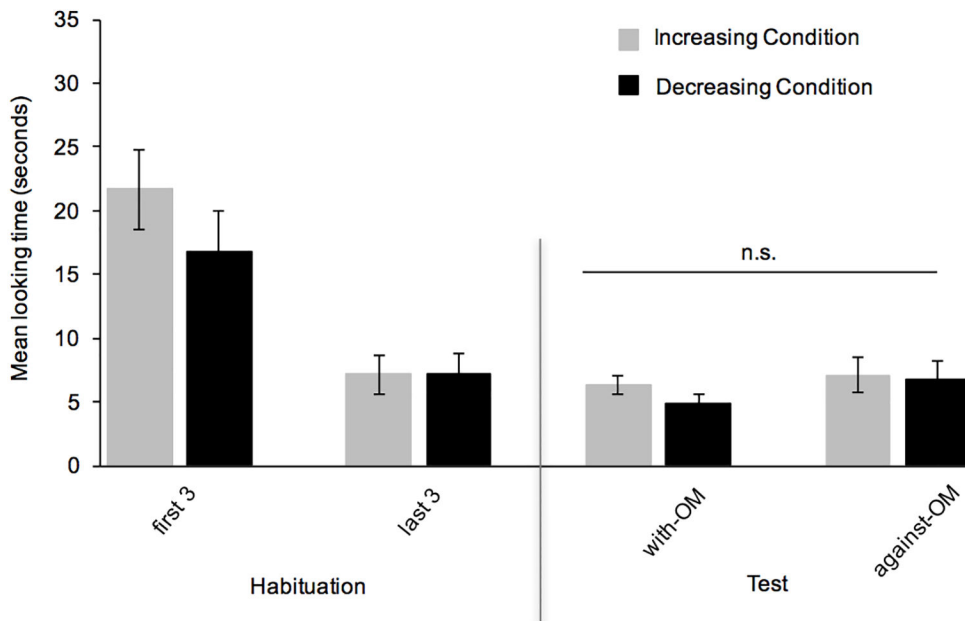 Mean looking time (seconds)
35
30
25
20
15
10
5
0
Increasing Condition
Decreasing Condition
n.s.
first 3
last 3
with-OM
against-OM
Habituation
Test